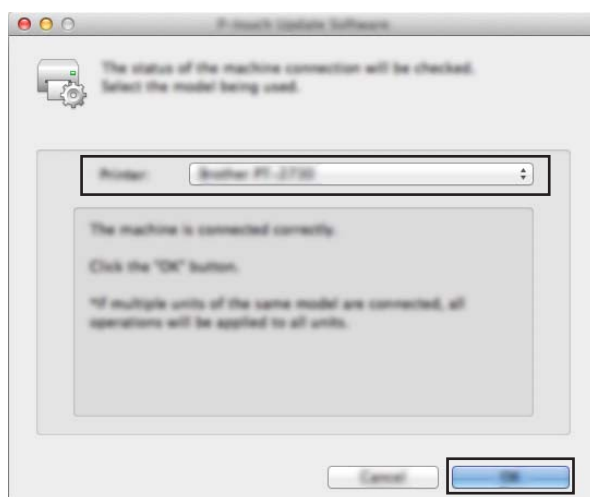 P-touch Update Software
The status of the machine connection will be checked.
Select the model being used.
Printer: Brother PT-2730
The machine is connected correctly.
Click the "OK" button.
*If multiple units of the same model are connected, all
operations will be applied to all units.
Cancel OK